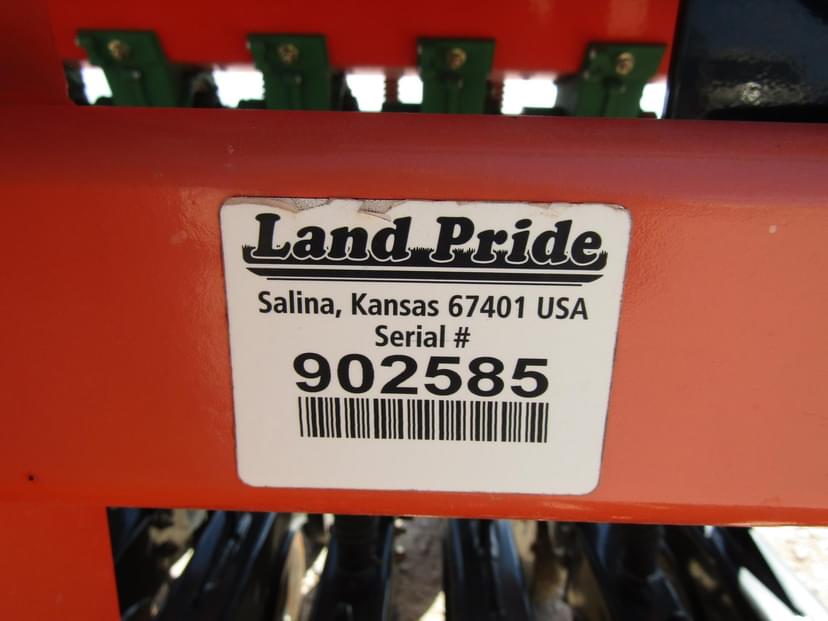 Land Pride
Salina, Kansas 67401 USA
Serial #
902585